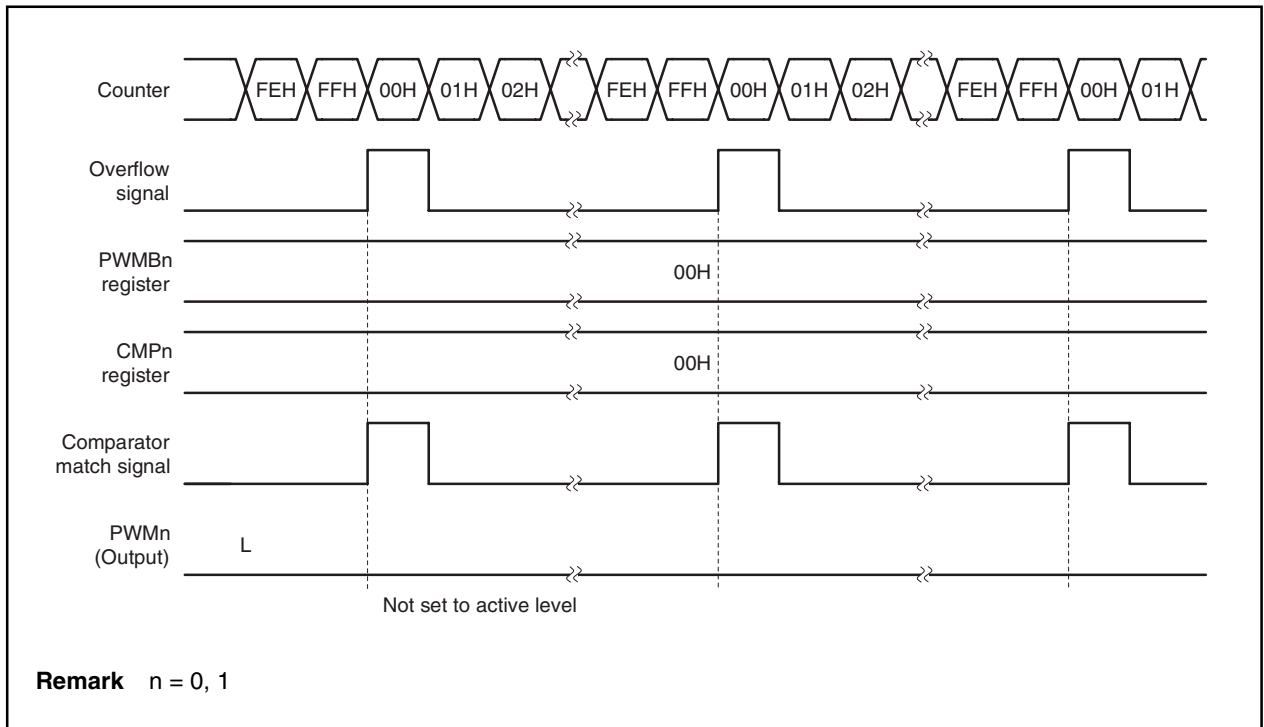 Counter FEH FFH 00H 01H 02H FEH FFH 00H 01H 02H FEH FFH 00H 01H
Overflow
signal
PWMBn
register
00H
CMPn
register
00H
Comparator
match signal
PWMn
(Output)
L
Not set to active level
Remark n = 0, 1